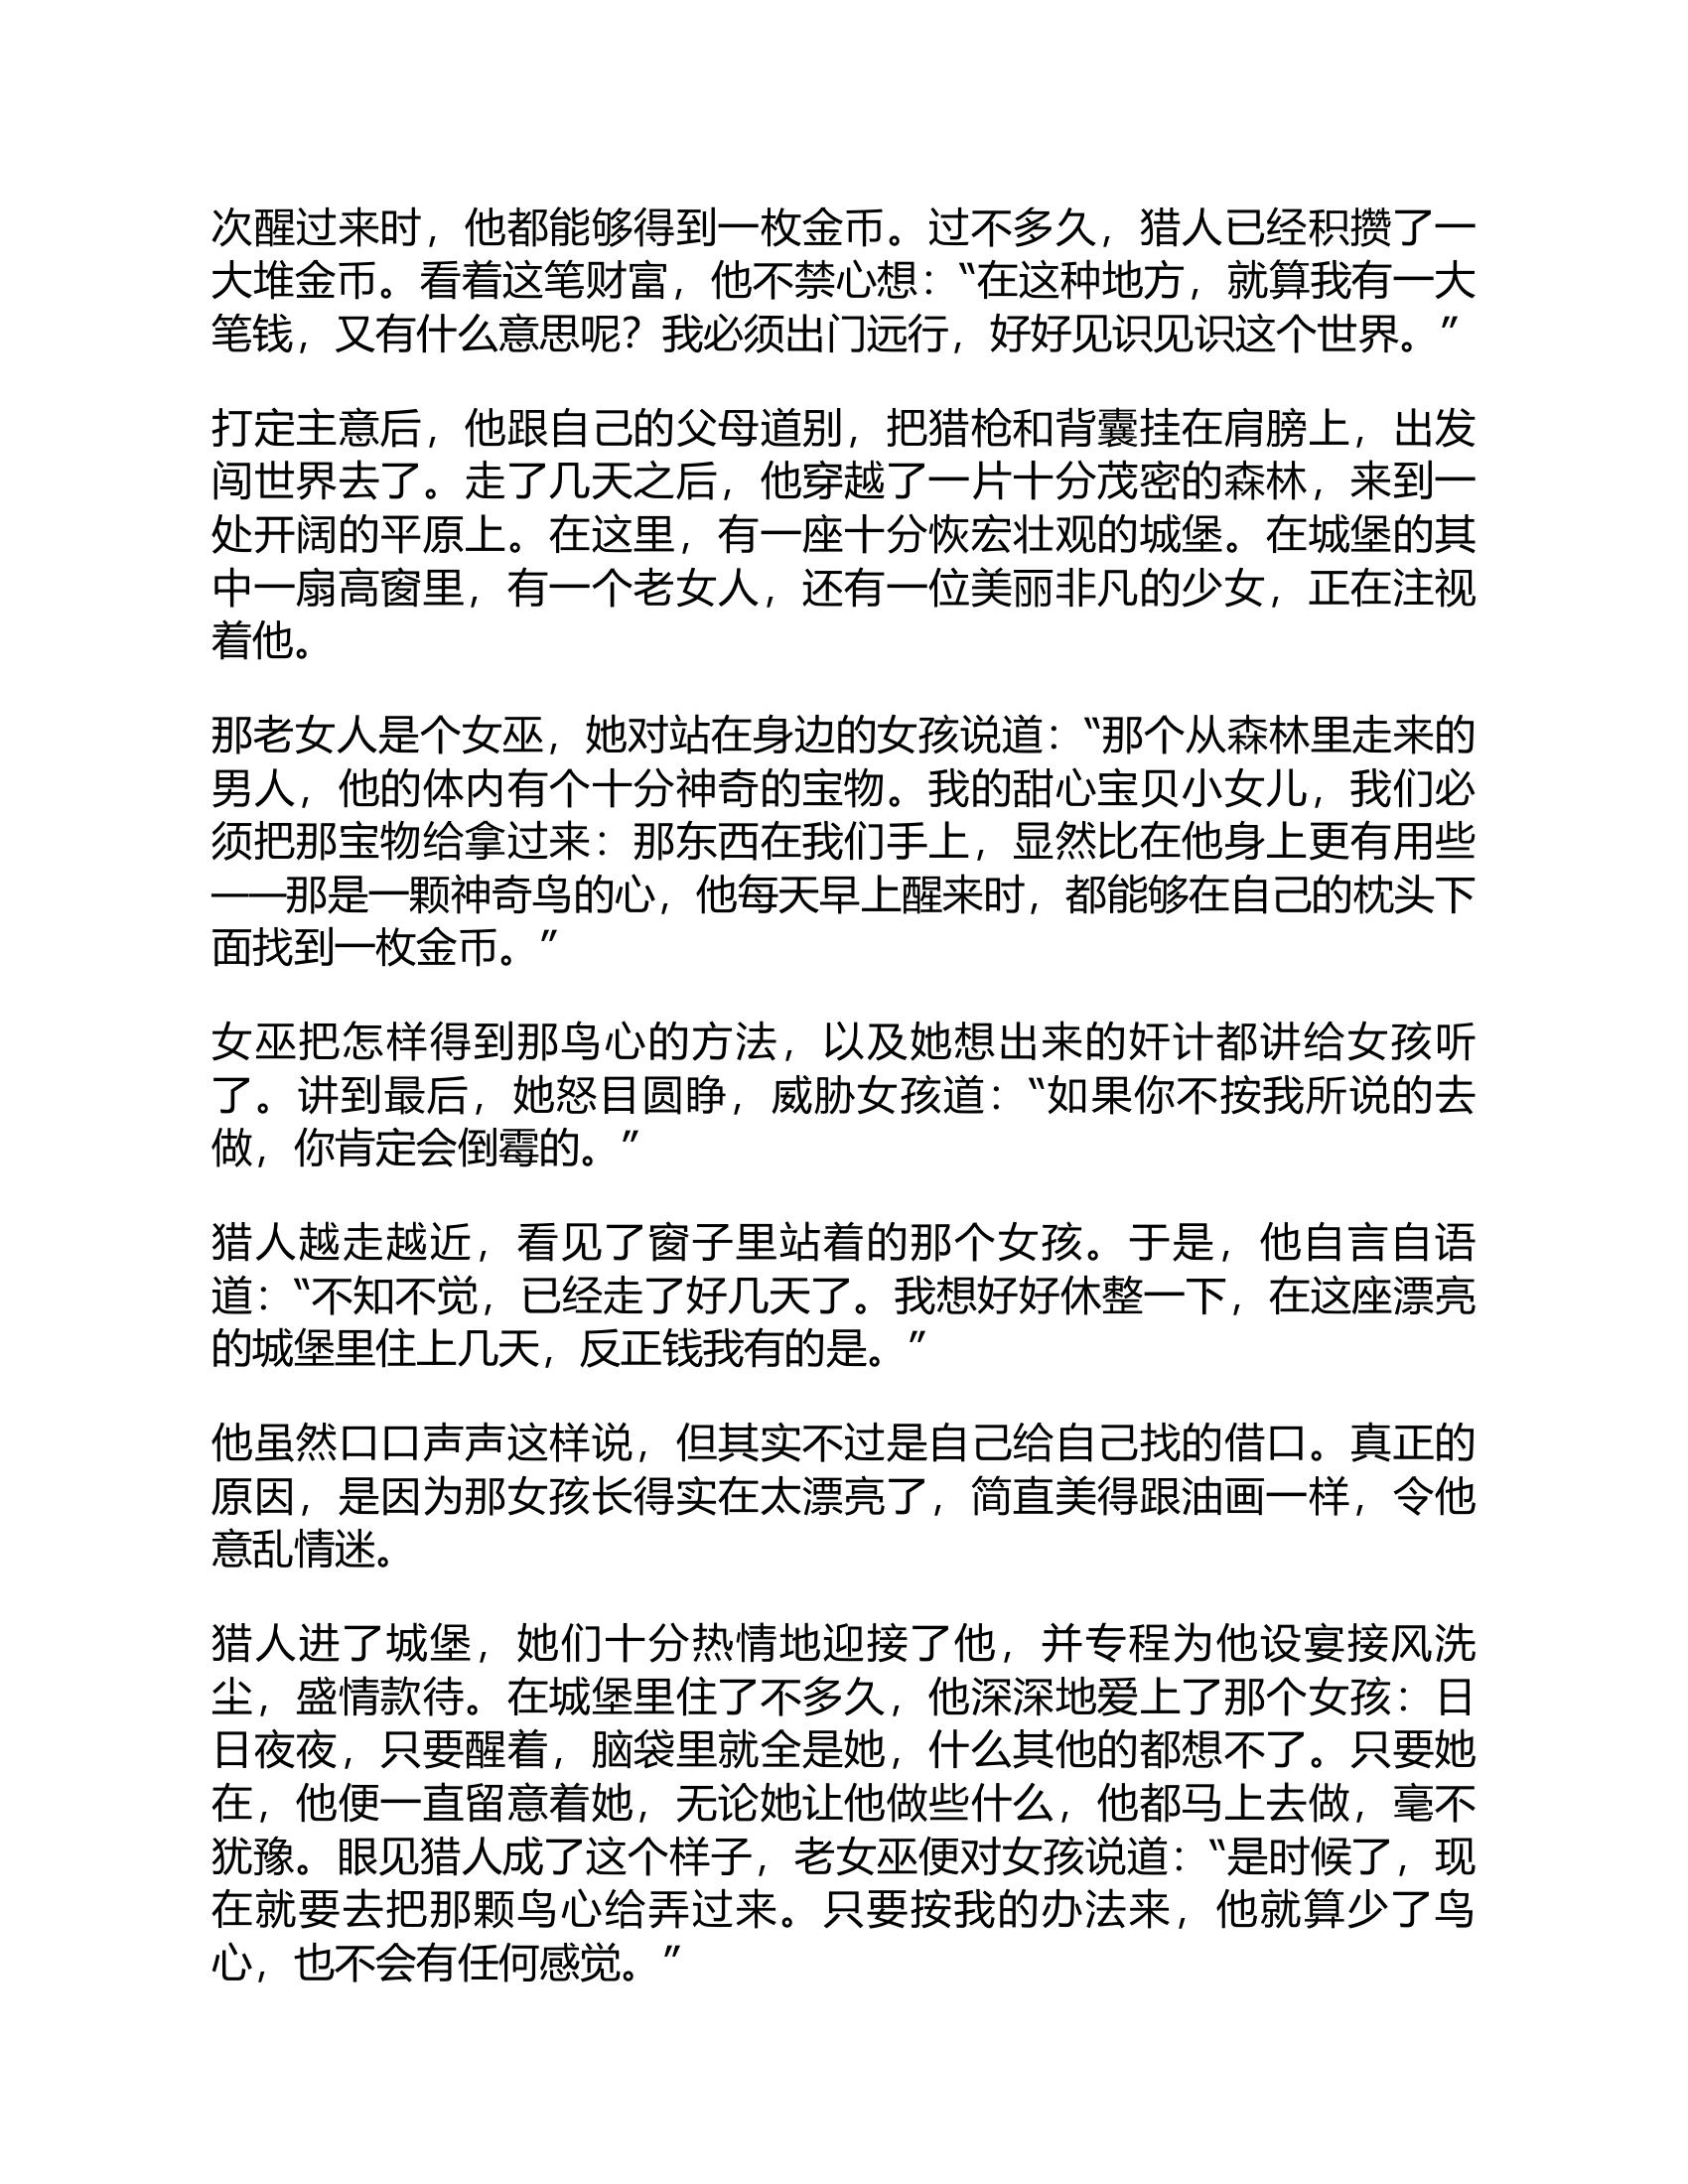 次醒过来时，他都能够得到一枚金币。过不多久，猎人已经积攒了一
大堆金币。看着这笔财富，他不禁心想：“在这种地方，就算我有一大
笔钱，又有什么意思呢？我必须出门远行，好好见识见识这个世界。”
打定主意后，他跟自己的父母道别，把猎枪和背囊挂在肩膀上，出发
闯世界去了。走了几天之后，他穿越了一片十分茂密的森林，来到一
处开阔的平原上。在这里，有一座十分恢宏壮观的城堡。在城堡的其
中一扇高窗里，有一个老女人，还有一位美丽非凡的少女，正在注视
着他。
那老女人是个女巫，她对站在身边的女孩说道：“那个从森林里走来的
男人，他的体内有个十分神奇的宝物。我的甜心宝贝小女儿，我们必
须把那宝物给拿过来：那东西在我们手上，显然比在他身上更有用些
——那是一颗神奇鸟的心，他每天早上醒来时，都能够在自己的枕头下
面找到一枚金币。”
女巫把怎样得到那鸟心的方法，以及她想出来的奸计都讲给女孩听
了。讲到最后，她怒目圆睁，威胁女孩道：“如果你不按我所说的去
做，你肯定会倒霉的。”
猎人越走越近，看见了窗子里站着的那个女孩。于是，他自言自语
道：“不知不觉，已经走了好几天了。我想好好休整一下，在这座漂亮
的城堡里住上几天，反正钱我有的是。”
他虽然口口声声这样说，但其实不过是自己给自己找的借口。真正的
原因，是因为那女孩长得实在太漂亮了，简直美得跟油画一样，令他
意乱情迷。
猎人进了城堡，她们十分热情地迎接了他，并专程为他设宴接风洗
尘，盛情款待。在城堡里住了不多久，他深深地爱上了那个女孩：日
日夜夜，只要醒着，脑袋里就全是她，什么其他的都想不了。只要她
在，他便一直留意着她，无论她让他做些什么，他都马上去做，毫不
犹豫。眼见猎人成了这个样子，老女巫便对女孩说道：“是时候了，现
在就要去把那颗鸟心给弄过来。只要按我的办法来，他就算少了鸟
心，也不会有任何感觉。”